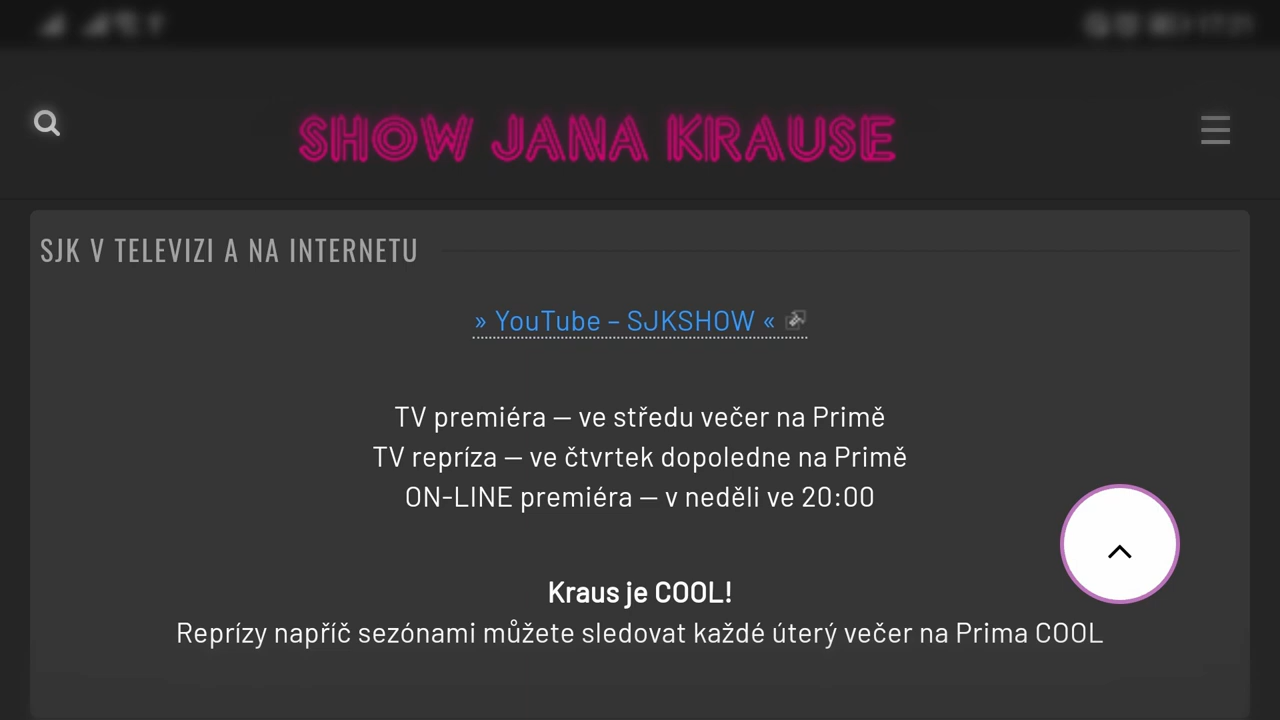 SHOW JANA KRAUSE
SJK V TELEVIZI A NA INTERNETU
» YouTube – SJKSHOW «
TV premiéra — ve středu večer na Primě
TV repríza — ve čtvrtek dopoledne na Primě
ON-LINE premiéra — v neděli ve 20:00
Kraus je COOL!
Reprízy napříč sezónami můžete sledovat každé úterý večer na Prima COOL